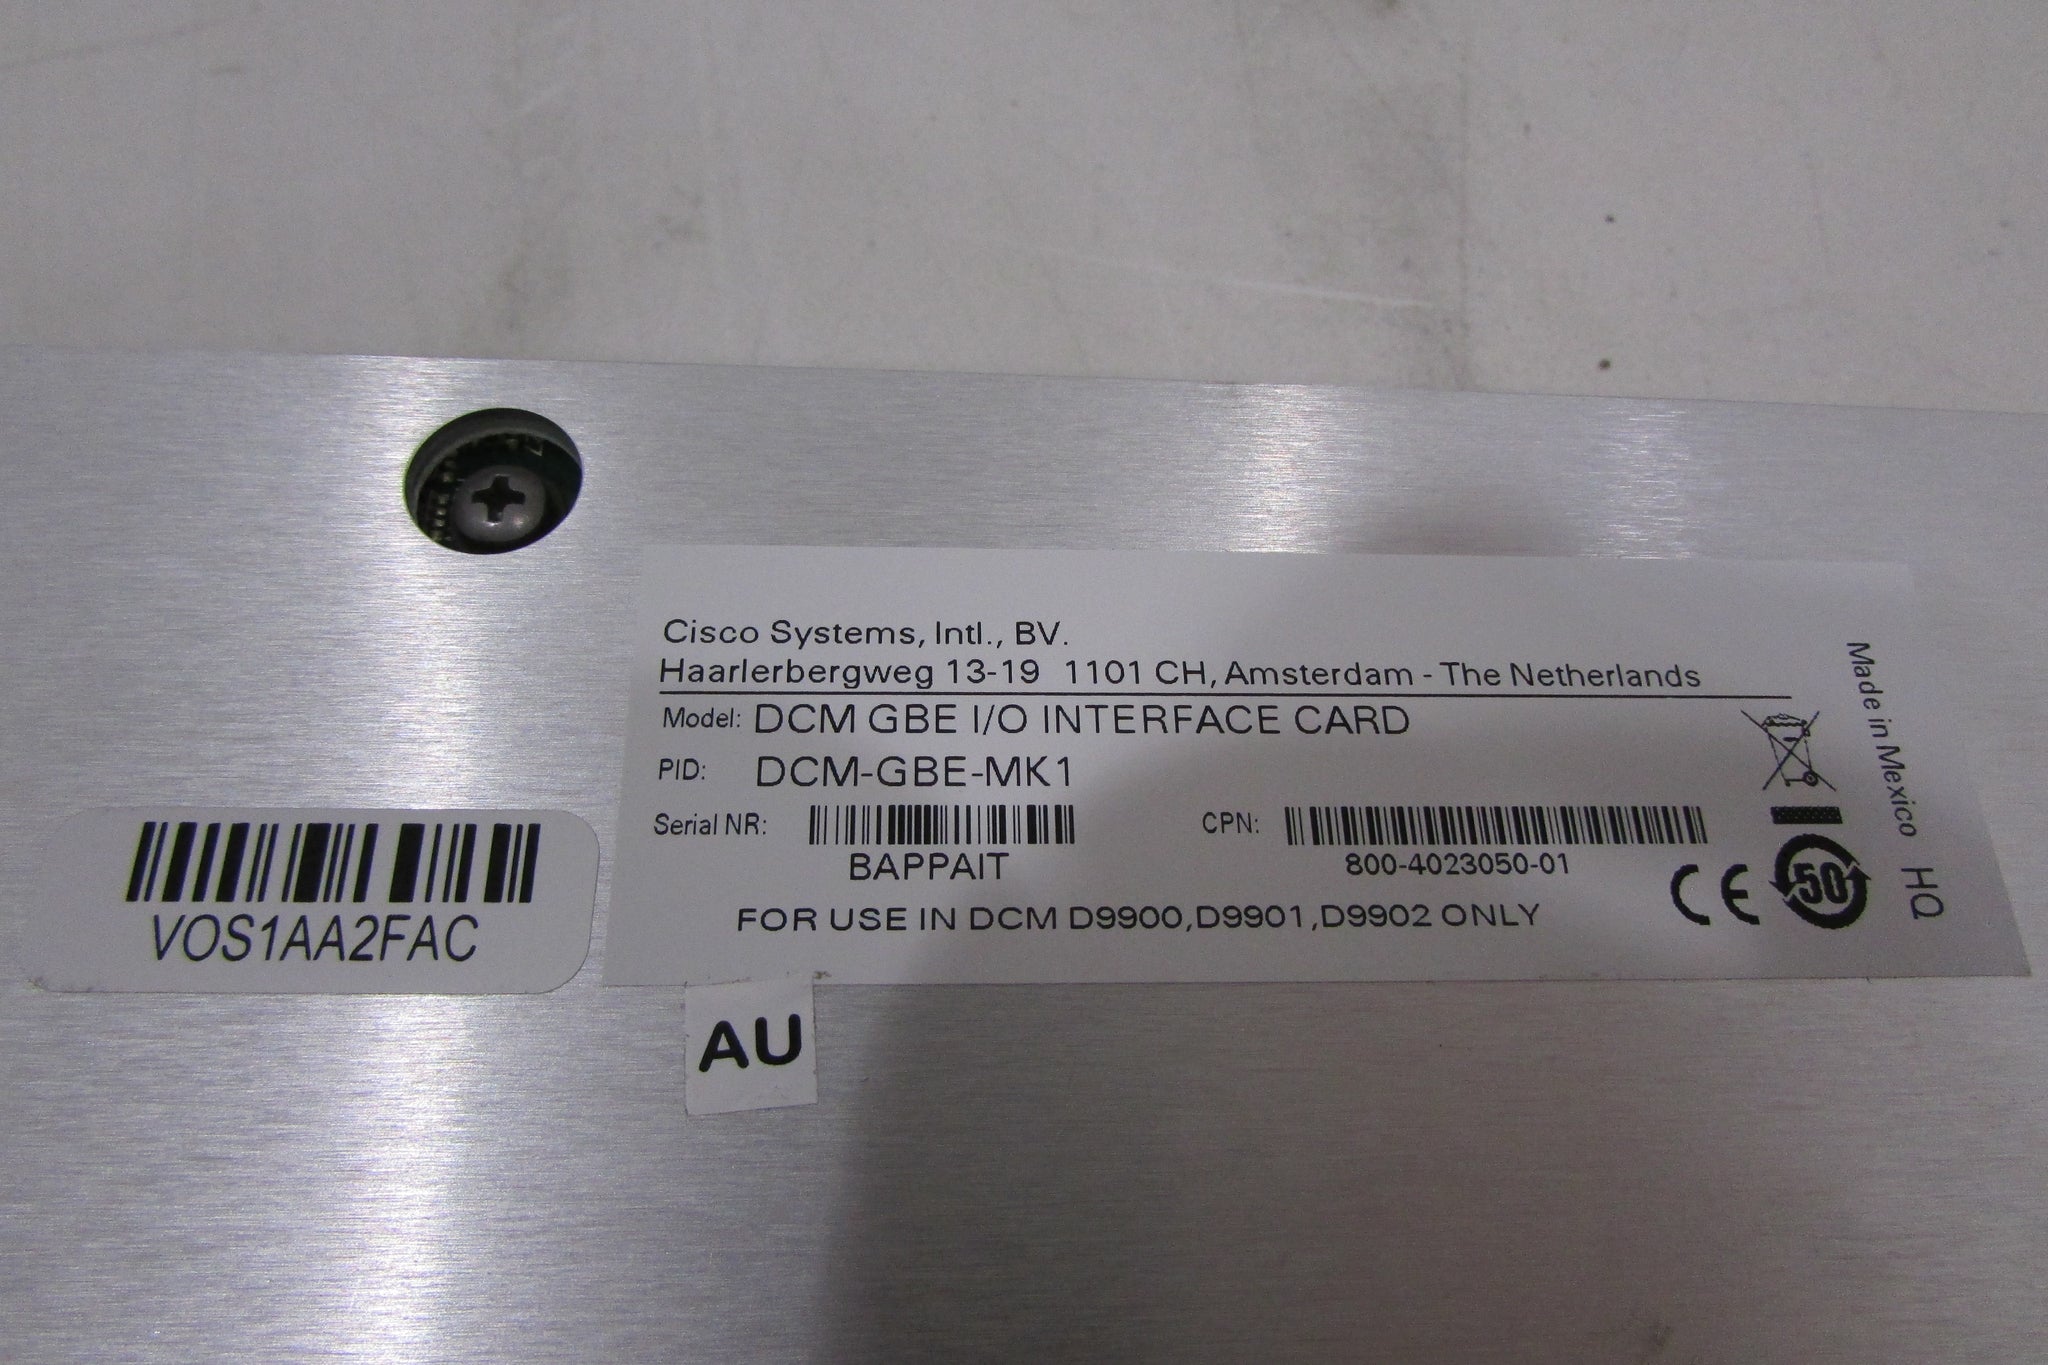 Cisco Systems, Intl., BV.
Haarlerbergweg 13-19 1101 CH, Amsterdam - The Netherlands
Model: DCM GBE I/O INTERFACE CARD
PID: DCM-GBE-MK1
Serial NR: CPN:
BAPPAIT 800-4023050-01
FOR USE IN DCM D9900,D9901,D9902 ONLY
CE 50
Made in Mexico HQ
VOS1AA2FAC
AU